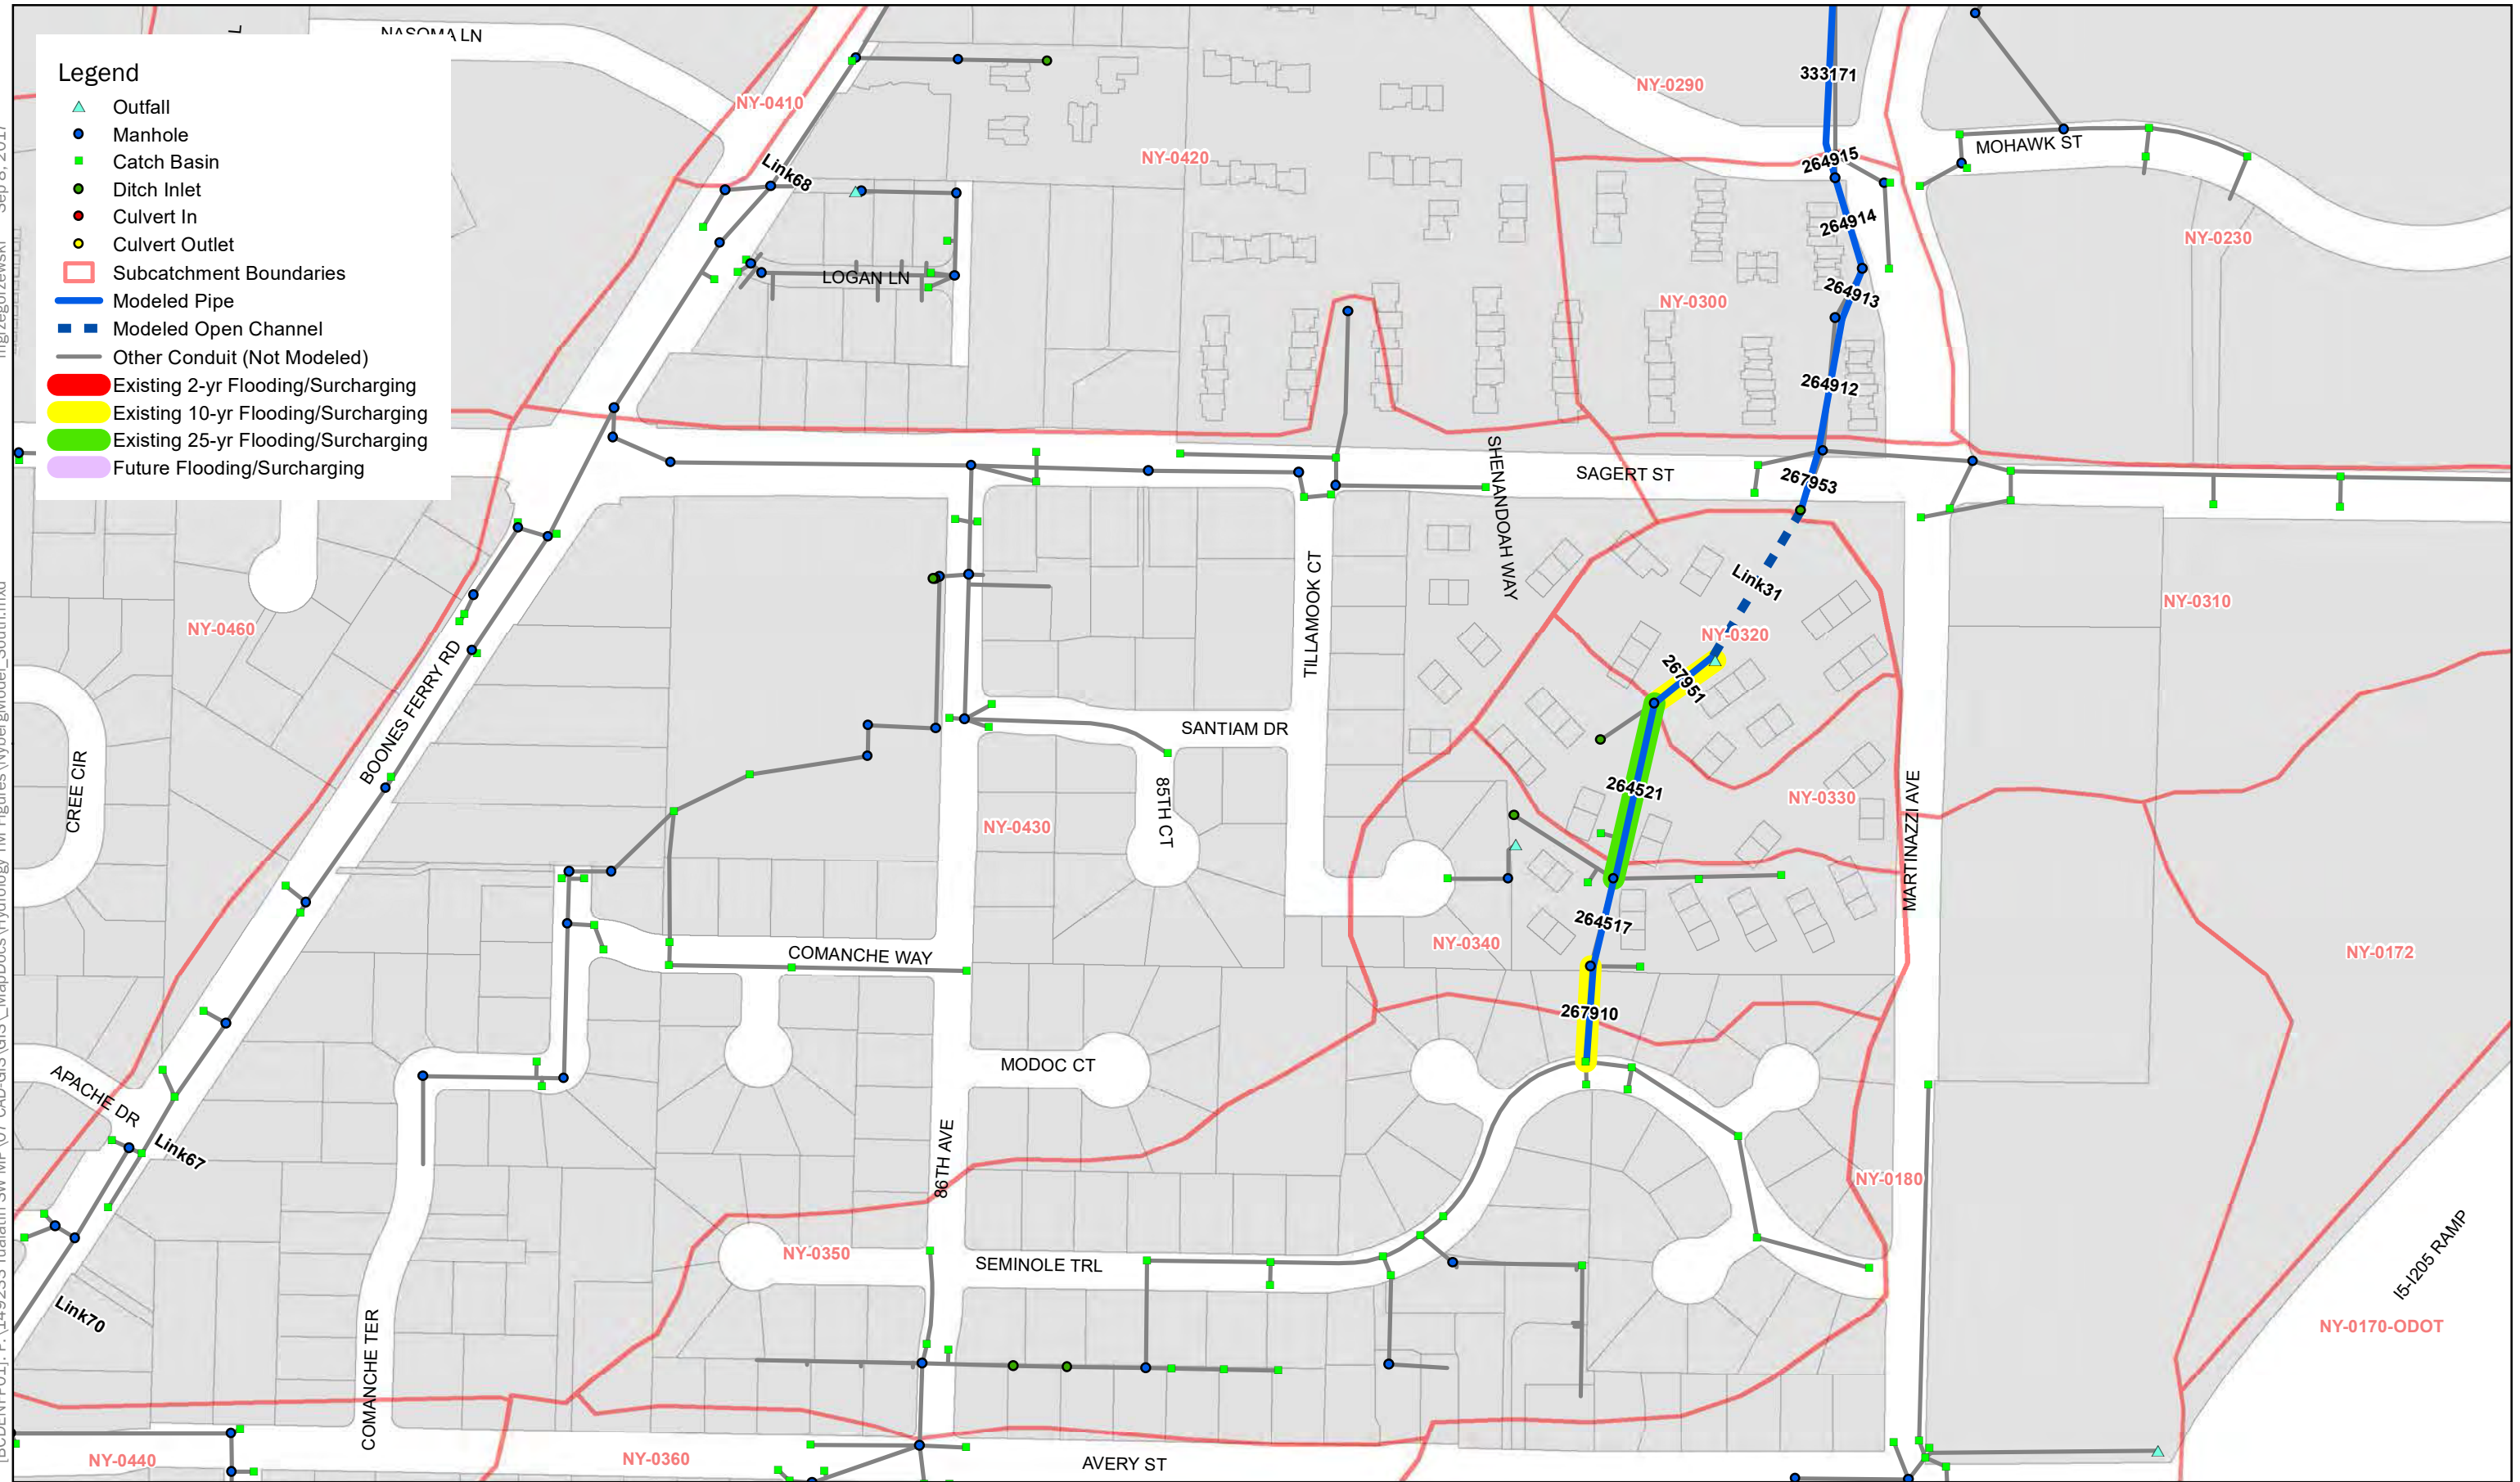 NASOMA LN
Legend
Outfall
Manhole
Catch Basin
Ditch Inlet
Culvert In
Culvert Outlet
Subcatchment Boundaries
Modeled Pipe
Modeled Open Channel
Other Conduit (Not Modeled)
Existing 2-yr Flooding/Surcharging
Existing 10-yr Flooding/Surcharging
Existing 25-yr Flooding/Surcharging
Future Flooding/Surcharging
NY-0410
NY-0420
NY-0290
333171
264915
MOHAWK ST
Link68
264914
NY-0230
LOGAN LN
264913
NY-0300
264912
SHENANDOAH WAY
SAGERT ST
267953
Link31
TILLAMOOK CT
NY-0310
NY-0460
BOONES FERRY RD
NY-0320
267951
SANTIAM DR
CREE CIR
85TH CT
264521
NY-0330
MARTINAZZI AVE
NY-0430
264517
NY-0340
COMANCHE WAY
NY-0172
267910
MODOC CT
APACHE DR
Link67
86TH AVE
NY-0180
NY-0350
SEMINOLE TRL
I5-I205 RAMP
Link70
COMANCHE TER
NY-0170-ODOT
NY-0440
NY-0360
AVERY ST
Sep 8, 2017